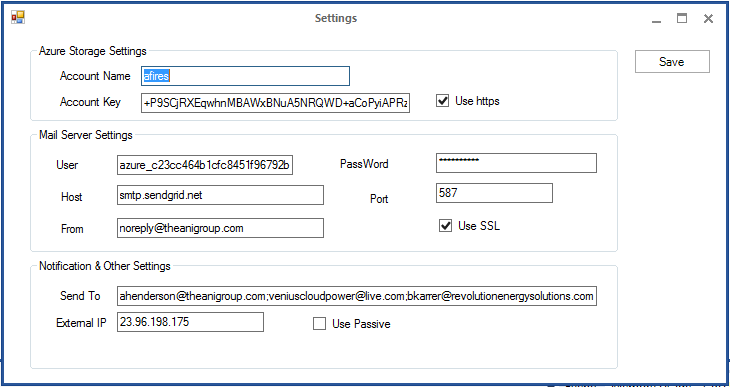 Settings
Azure Storage Settings
Save
Account Name afires
Account Key +P9SCjRXEqwhnMBAWxBNuA5NRQWD+aCoPyiAPRz Use https
Mail Server Settings
User azure_c23cc464b1cfc8451f96792b PassWord **********
Host smtp.sendgrid.net Port 587
From noreply@theanigroup.com Use SSL
Notification & Other Settings
Send To ahenderson@theanigroup.com;veniuscloudpower@live.com;bkarrer@revolutionenergysolutions.com
External IP 23.96.198.175 Use Passive